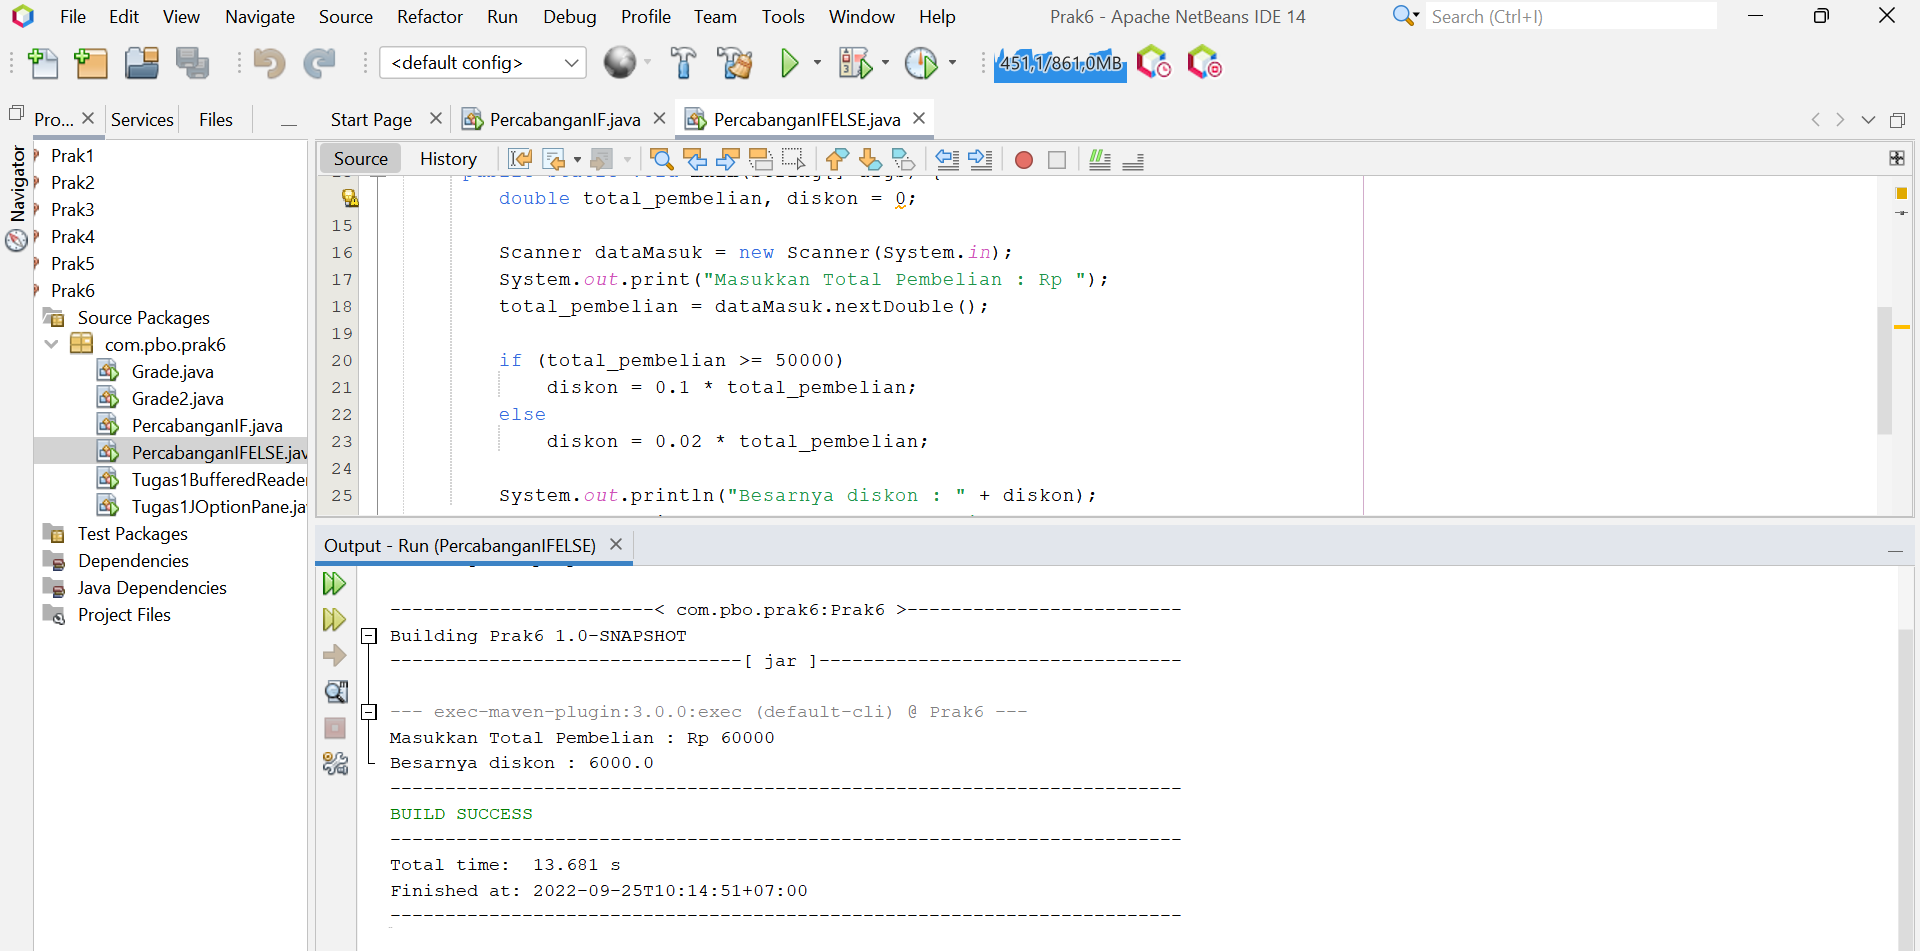 File Edit View Navigate Source Refactor Run Debug Profile Team Tools Window Help
Prak6 - Apache NetBeans IDE 14
Search (Ctrl+I)
<default config>
451,1/861,0MB
Pro... Services Files
Start Page PercabanganIF.java PercabanganIFELSE.java
Navigator
Prak1
Prak2
Prak3
Prak4
Prak5
Prak6
Source Packages
com.pbo.prak6
Grade.java
Grade2.java
PercabanganIF.java
PercabanganIFELSE.jav
Tugas1BufferedReader
Tugas1JOptionPane.ja
Test Packages
Dependencies
Java Dependencies
Project Files
Source History
double total_pembelian, diskon = 0;
15
16 Scanner dataMasuk = new Scanner(System.in);
17 System.out.print("Masukkan Total Pembelian : Rp ");
18 total_pembelian = dataMasuk.nextDouble();
19
20 if (total_pembelian >= 50000)
21 diskon = 0.1 * total_pembelian;
22 else
23 diskon = 0.02 * total_pembelian;
24
25 System.out.println("Besarnya diskon : " + diskon);
Output - Run (PercabanganIFELSE)
------------------------< com.pbo.prak6:Prak6 >-------------------------
Building Prak6 1.0-SNAPSHOT
--------------------------------[ jar ]---------------------------------
--- exec-maven-plugin:3.0.0:exec (default-cli) @ Prak6 ---
Masukkan Total Pembelian : Rp 60000
Besarnya diskon : 6000.0
------------------------------------------------------------------------
BUILD SUCCESS
------------------------------------------------------------------------
Total time:  13.681 s
Finished at: 2022-09-25T10:14:51+07:00
------------------------------------------------------------------------